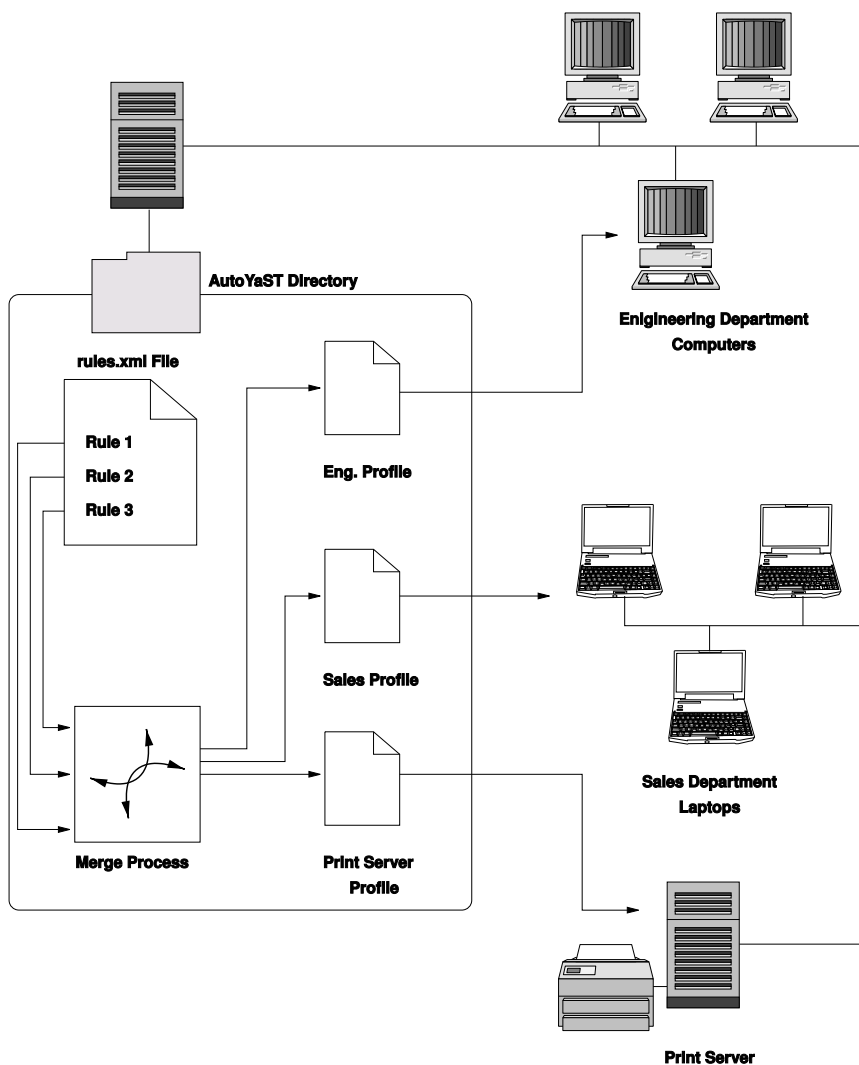 AutoYaST Directory
Enigineering Department
Computers
rules.xml File
Rule 1
Rule 2
Rule 3
Eng. Profile
Sales Profile
Sales Department
Laptops
Merge Process
Print Server
Profile
Print Server